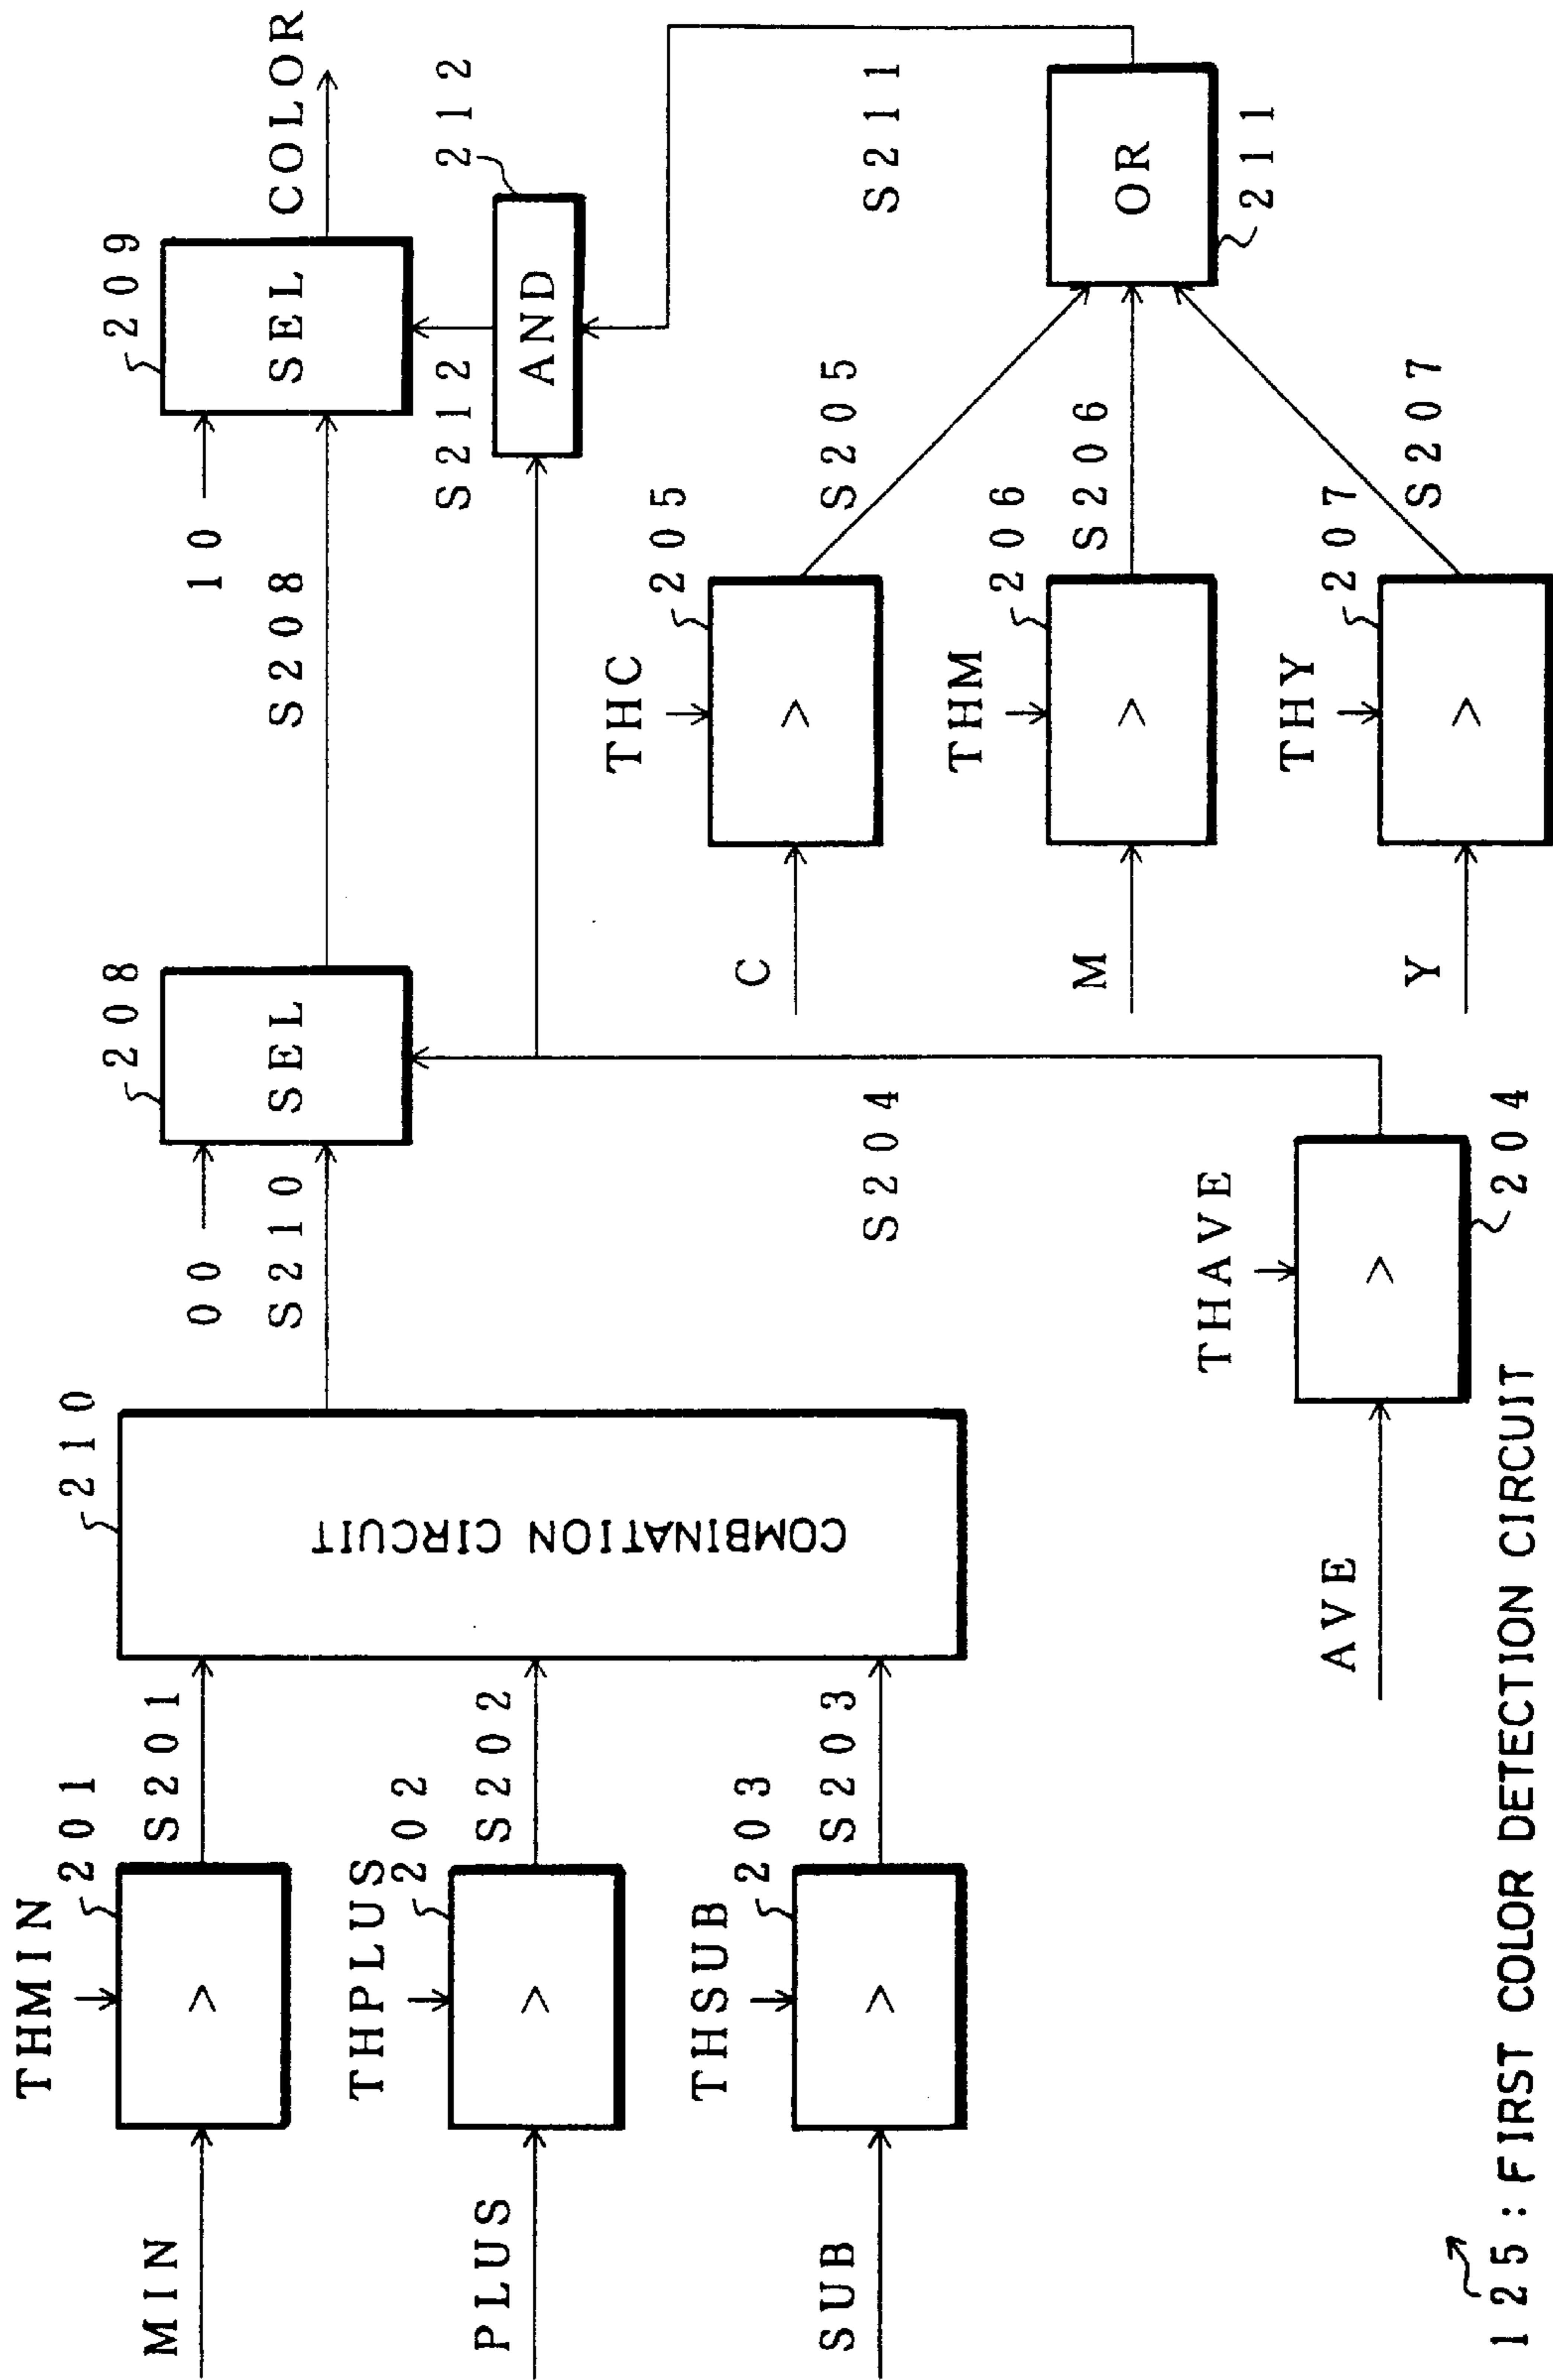 THMIN
201
MIN
S201
THPLUS
202
PLUS
S202
THSUB
203
SUB
S203
>
>
>
210
COMBINATION CIRCUIT
00
S210
208
SEL
S208
10
209
SEL
COLOR
S212
AND
212
S204
THAVE
AVE
>
204
THC
205
C
>
S205
THM
206
M
>
S206
THY
207
Y
>
S207
S211
OR
211
125 : FIRST COLOR DETECTION CIRCUIT